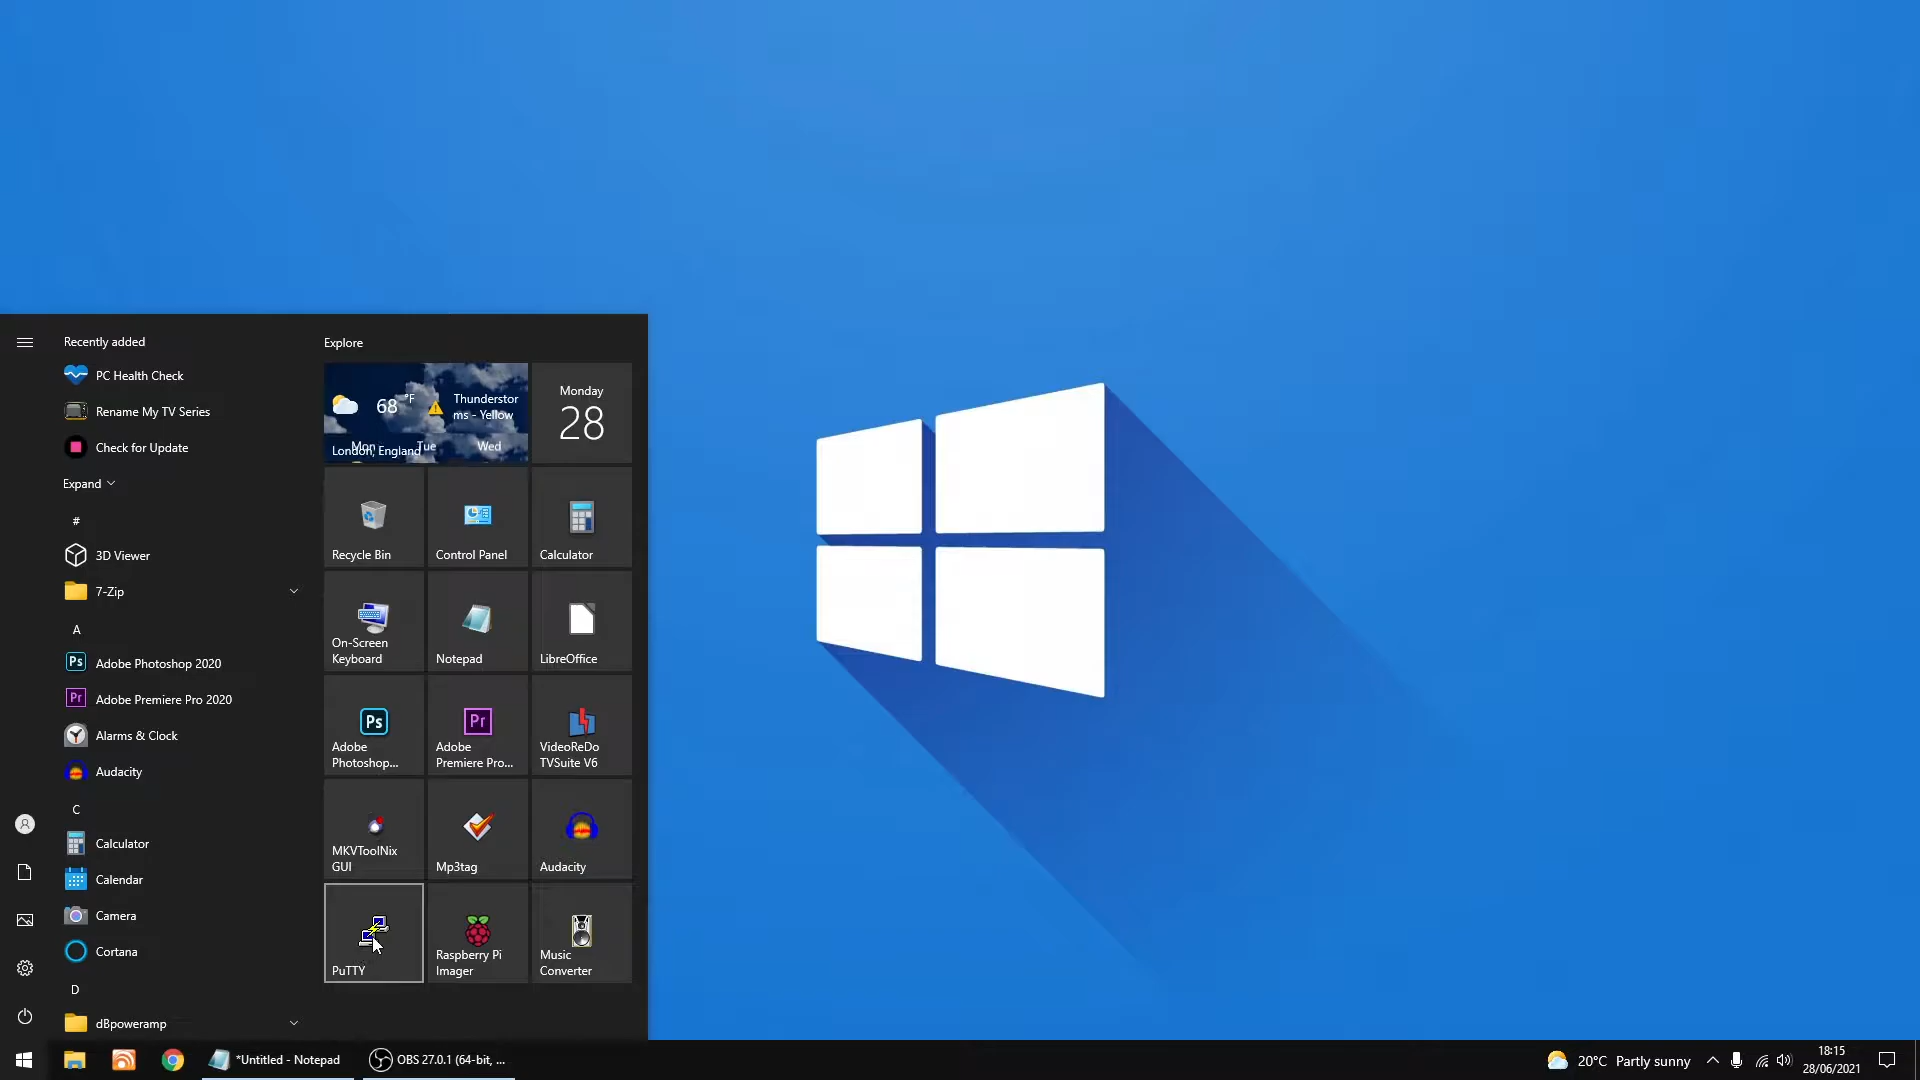 Recently added
PC Health Check
Rename My TV Series
Check for Update
Expand
#
3D Viewer
7-Zip
A
Ps Adobe Photoshop 2020
Pr Adobe Premiere Pro 2020
Alarms & Clock
Audacity
C
Calculator
Calendar
Camera
Cortana
D
dBpoweramp
Explore
68 °F
Thunderstor
ms - Yellow
Mon Tue Wed
London, England
Monday
28
Recycle Bin
Control Panel
Calculator
On-Screen
Keyboard
Notepad
LibreOffice
Ps
Adobe
Photoshop...
Pr
Adobe
Premiere Pro...
VideoReDo
TVSuite V6
MKVToolNix
GUI
Mp3tag
Audacity
PuTTY
Raspberry Pi
Imager
Music
Converter
*Untitled - Notepad
OBS 27.0.1 (64-bit, ...
20°C Partly sunny
18:15
28/06/2021